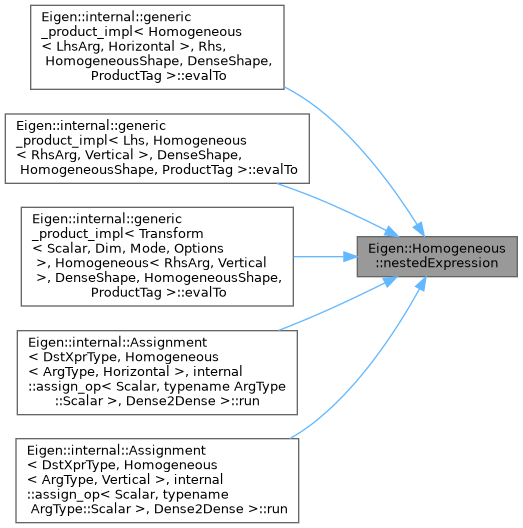 Eigen::internal::generic
_product_impl< Homogeneous
< LhsArg, Horizontal >, Rhs,
HomogeneousShape, DenseShape,
ProductTag >::evalTo
Eigen::internal::generic
_product_impl< Lhs, Homogeneous
< RhsArg, Vertical >, DenseShape,
HomogeneousShape, ProductTag >::evalTo
Eigen::internal::generic
_product_impl< Transform
< Scalar, Dim, Mode, Options
>, Homogeneous< RhsArg, Vertical
>, DenseShape, HomogeneousShape,
ProductTag >::evalTo
Eigen::Homogeneous
::nestedExpression
Eigen::internal::Assignment
< DstXprType, Homogeneous
< ArgType, Horizontal >, internal
::assign_op< Scalar, typename ArgType
::Scalar >, Dense2Dense >::run
Eigen::internal::Assignment
< DstXprType, Homogeneous
< ArgType, Vertical >, internal
::assign_op< Scalar, typename
ArgType::Scalar >, Dense2Dense >::run